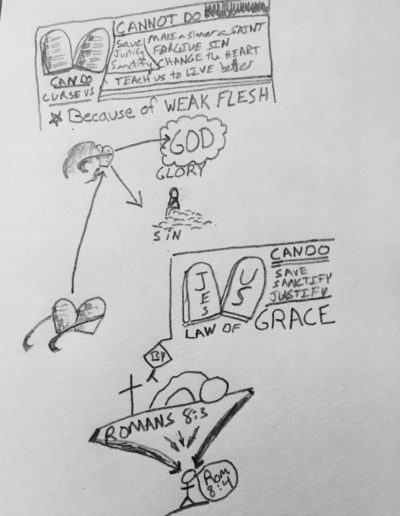 CANNOT DO
Save MAKE a sinner a SAINT
Justify FORGIVE SIN
Sanctify CHANGE the HEART
TEACH us to LIVE better
CAN DO
CURSE US
Because of WEAK FLESH
GOD
GLORY
SIN
JES US
CAN DO
SAVE
SANCTIFY
JUSTIFY
LAW OF GRACE
BY
ROMANS 8:3
ROM
8:4